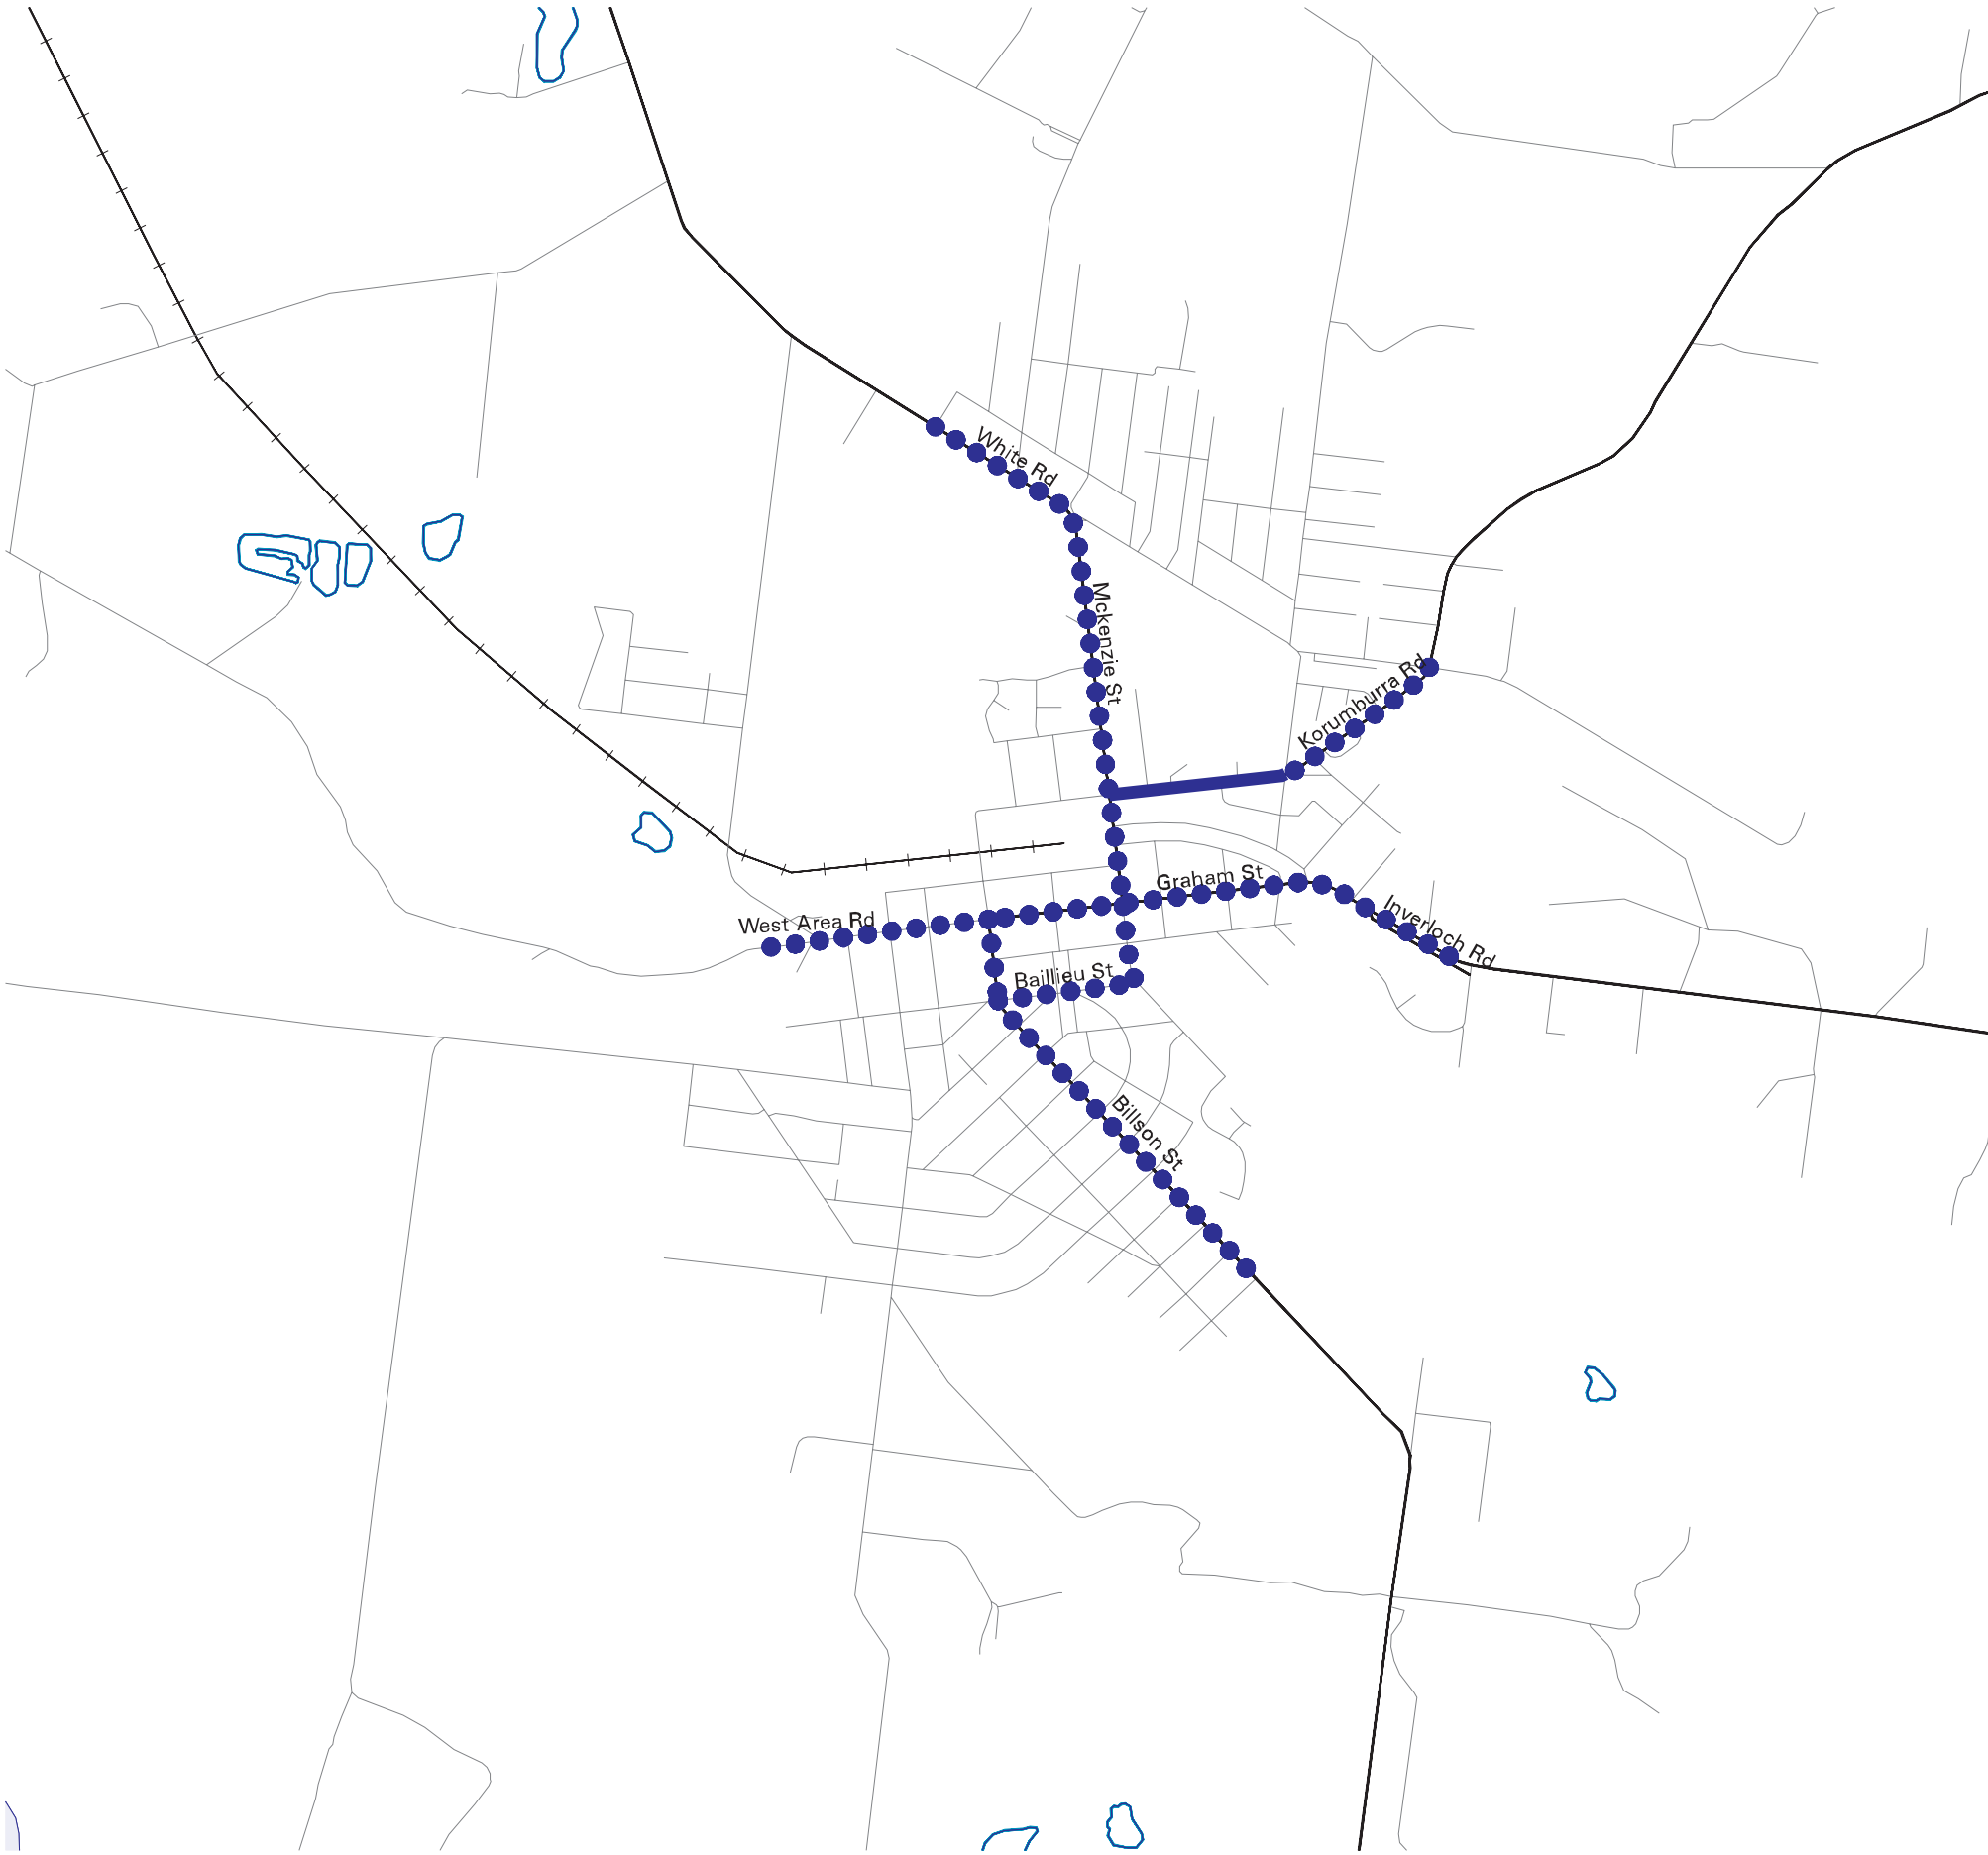 White Rd
Mckenzie St
Korumburra Rd
Graham St
Inverloch Rd
West Area Rd
Baillieu St
Billson St